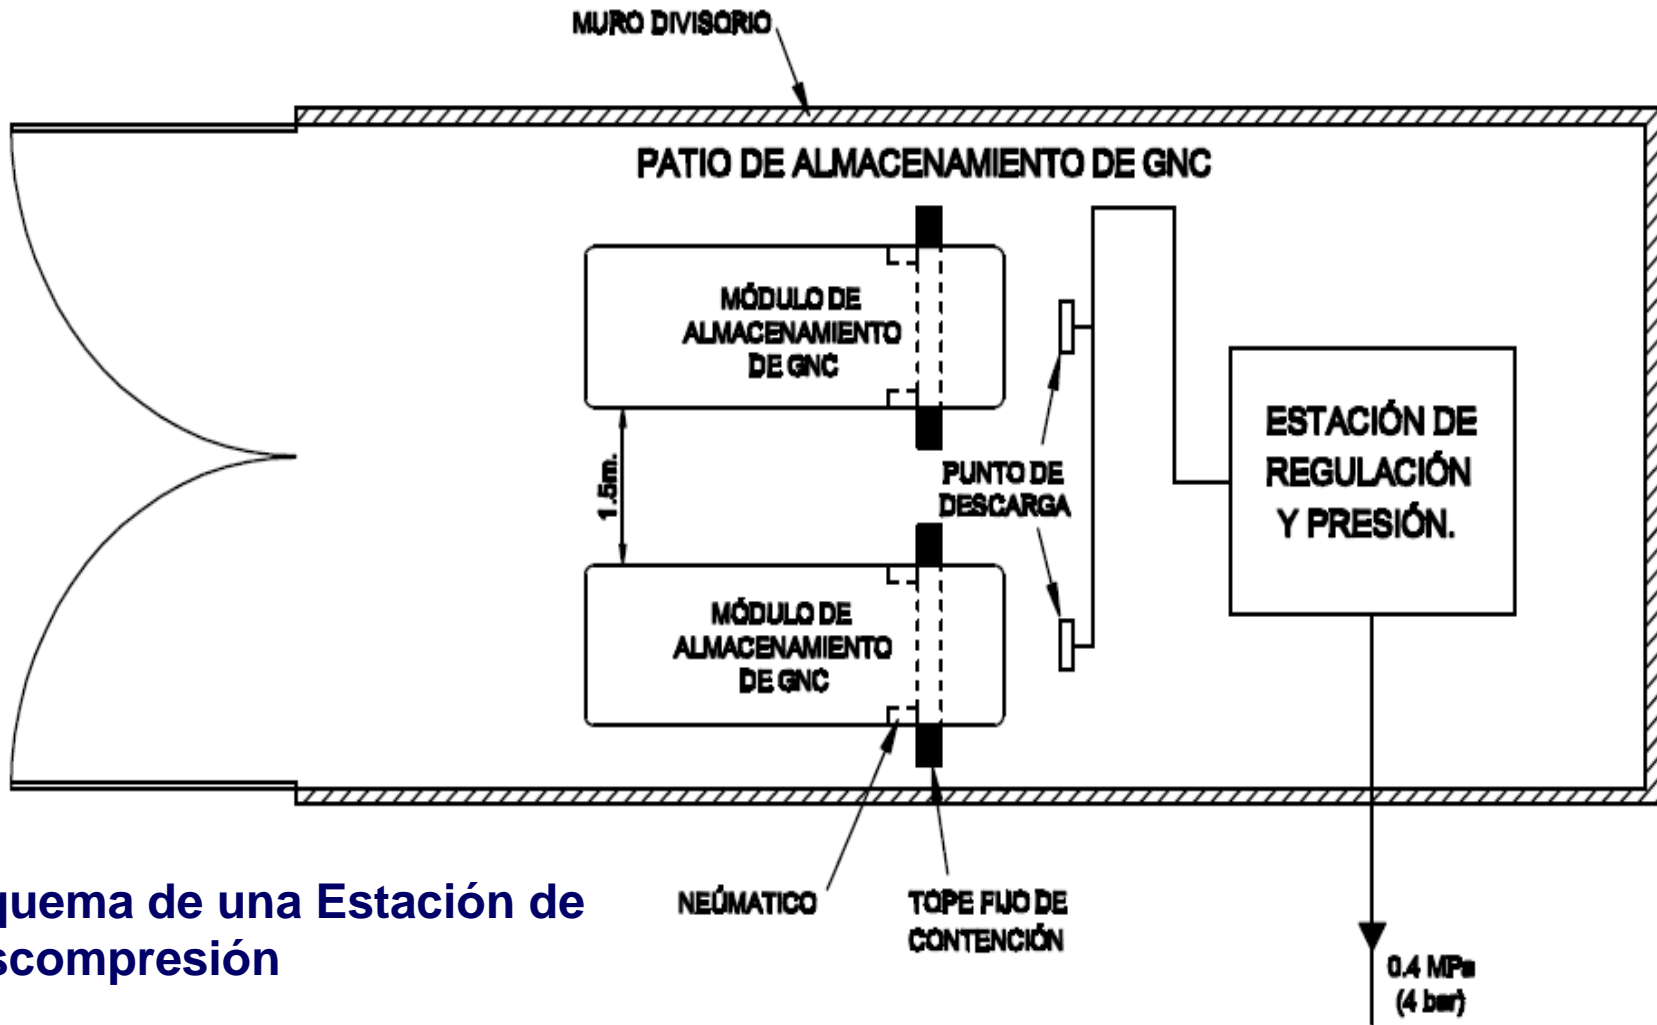 MURO DIVISORIO
PATIO DE ALMACENAMIENTO DE GNC
MÓDULO DE
ALMACENAMIENTO
DE GNC
1.5m.
PUNTO DE
DESCARGA
ESTACIÓN DE
REGULACIÓN
Y PRESIÓN.
MÓDULO DE
ALMACENAMIENTO
DE GNC
NEÚMATICO
TOPE FIJO DE
CONTENCIÓN
quema de una Estación de
scompresión
0.4 MPa
(4 bar)